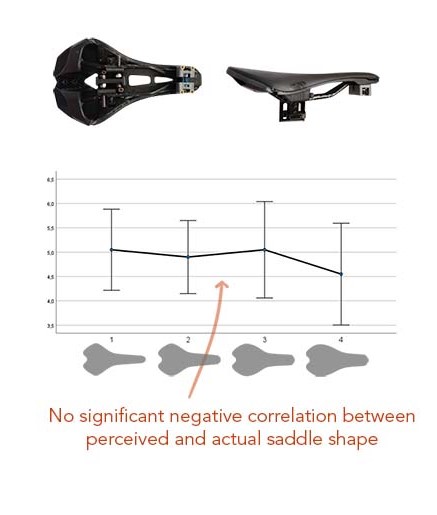 6,5
6,0
5,5
5,0
4,5
4,0
3,5
1 2 3 4
No significant negative correlation between
perceived and actual saddle shape